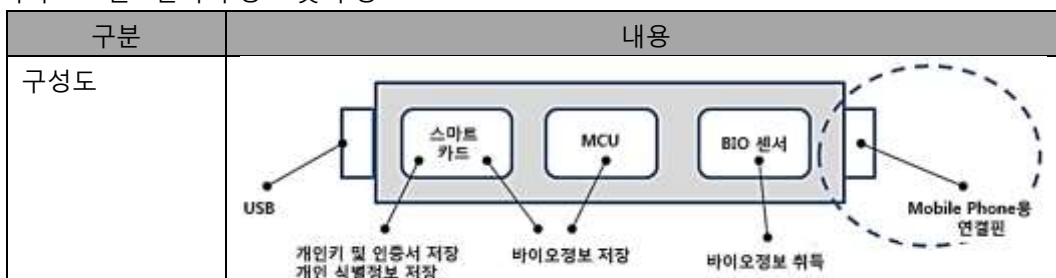 구분 내용
구성도
스마트
카드
MCU
BIO 센서
USB
Mobile Phone용
연결핀
개인키 및 인증서 저장
개인 식별정보 저장
바이오정보 저장
바이오정보 취득